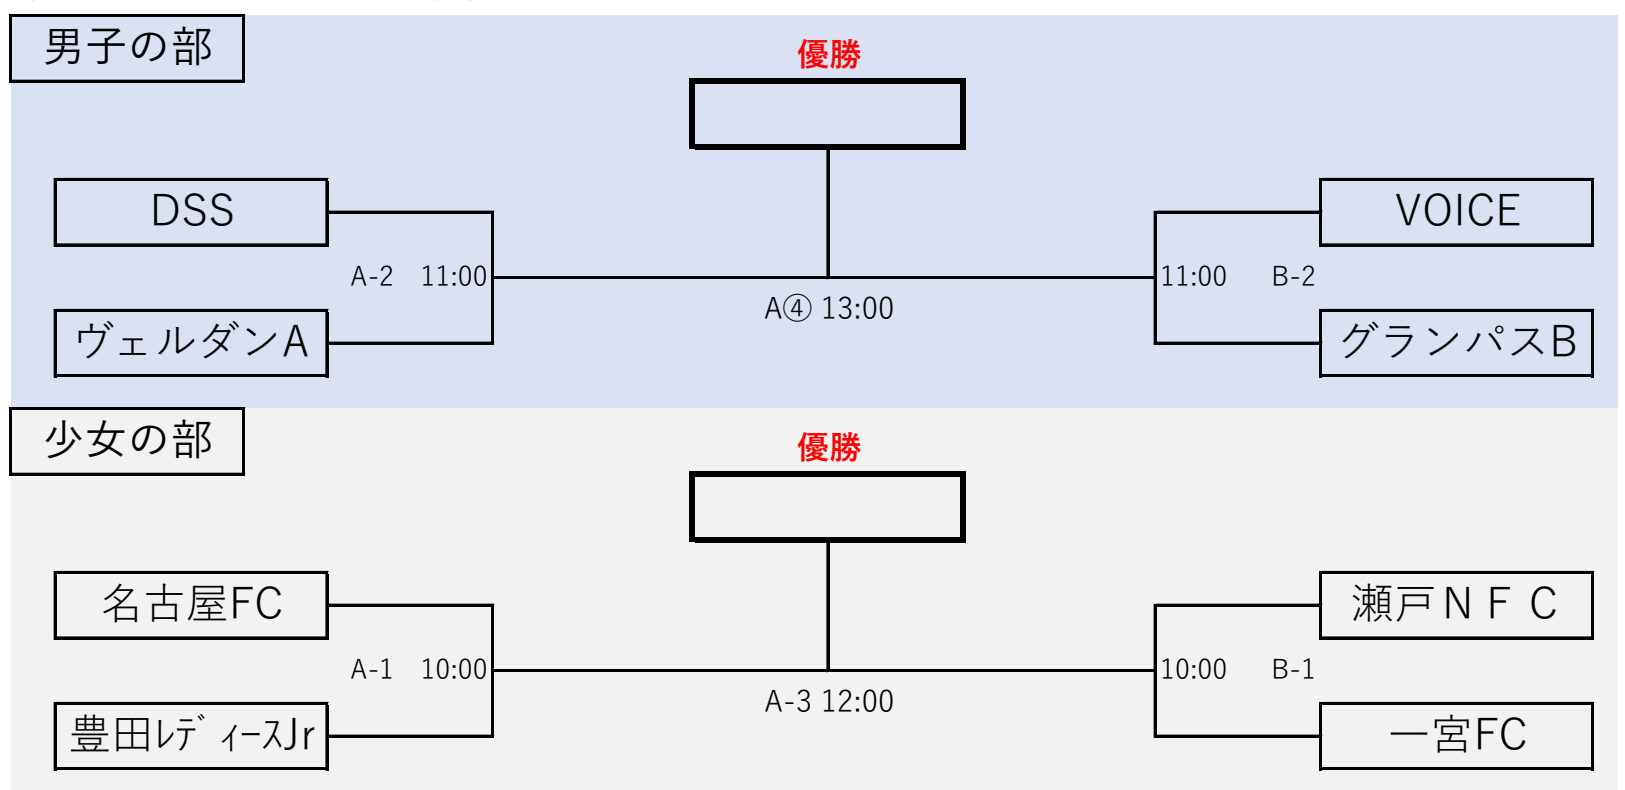 男子の部
優勝
DSS
VOICE
A-2 11:00
11:00 B-2
A④ 13:00
ヴェルダンA
グランパスB
少女の部
優勝
名古屋FC
瀬戸ＮＦＣ
A-1 10:00
10:00 B-1
A-3 12:00
豊田ﾚﾃﾞｨｰｽJr
一宮FC